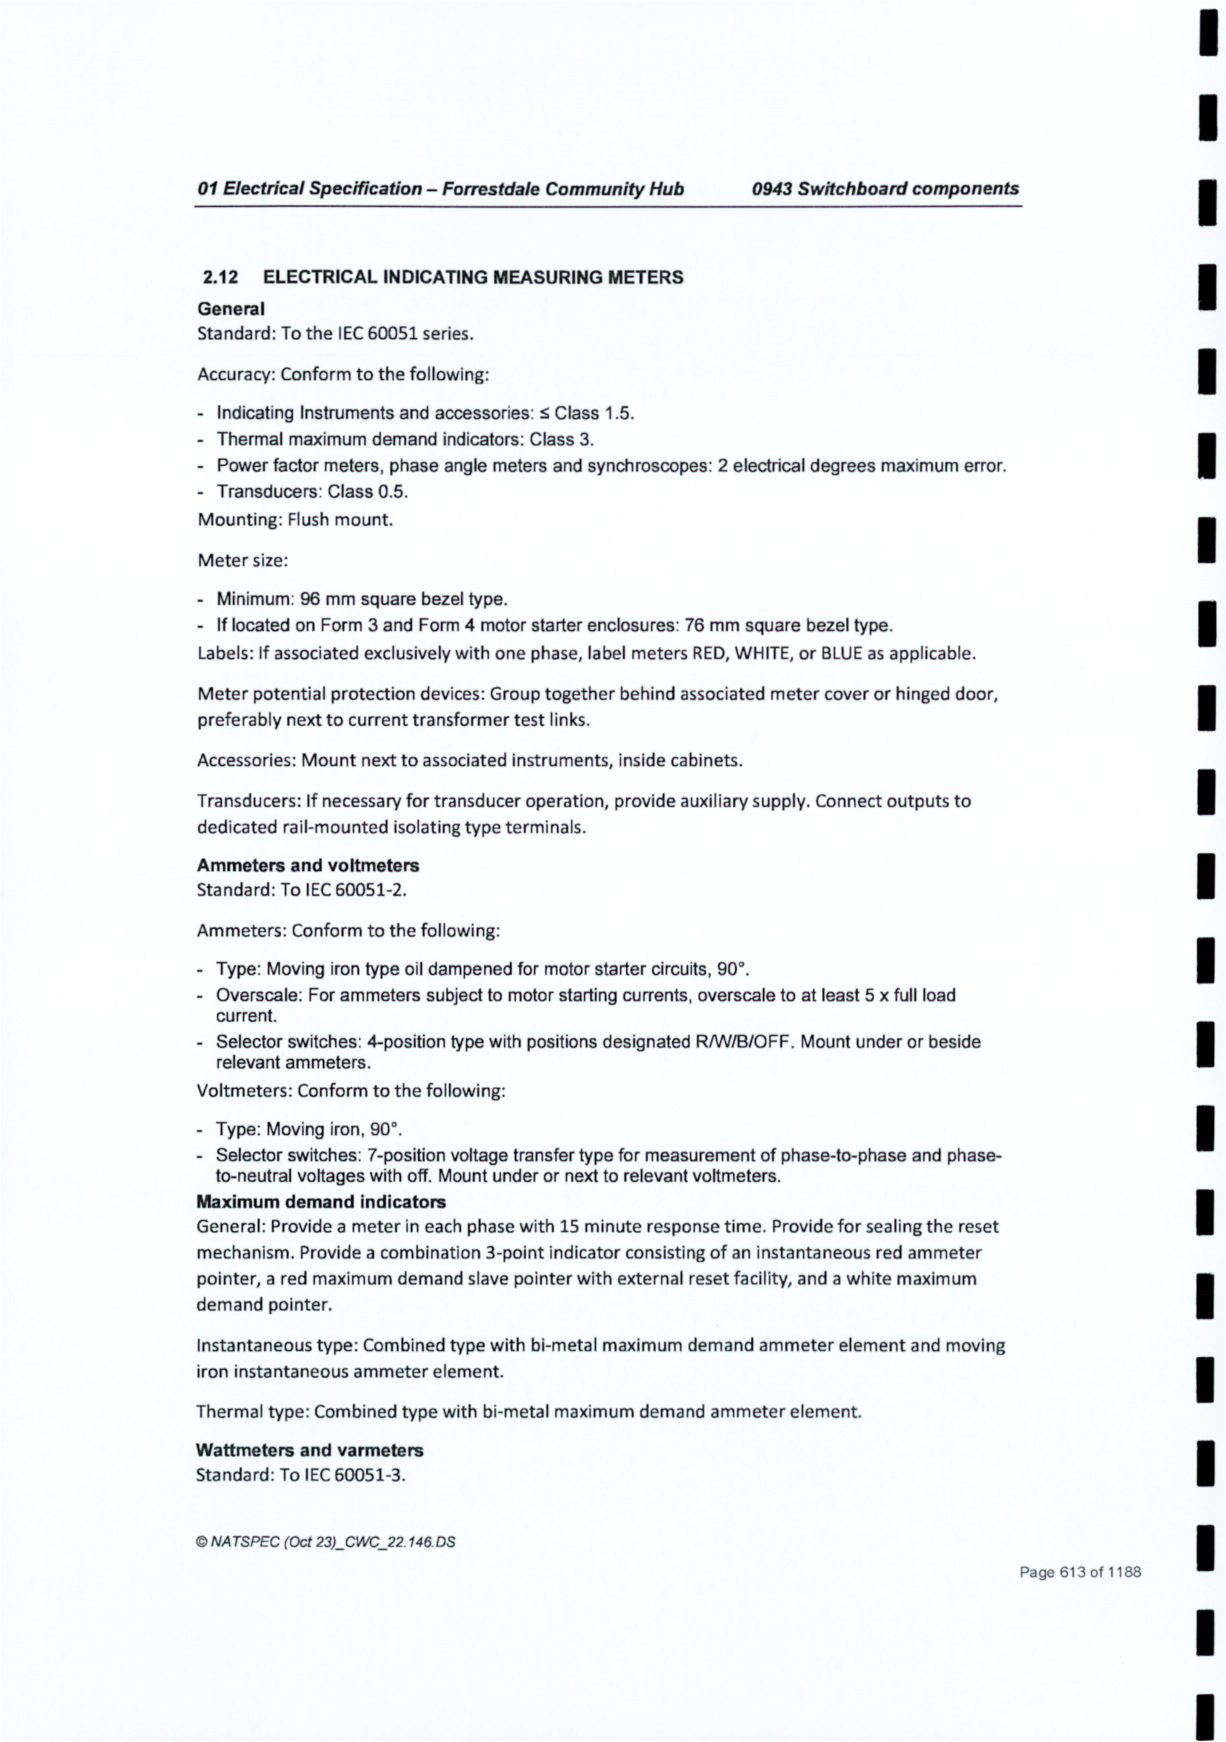 01 Electrical Specification – Forrestdale Community Hub 0943 Switchboard components
2.12 ELECTRICAL INDICATING MEASURING METERS
General
Standard: To the IEC 60051 series.
Accuracy: Conform to the following:
- Indicating Instruments and accessories: ≤ Class 1.5.
- Thermal maximum demand indicators: Class 3.
- Power factor meters, phase angle meters and synchroscopes: 2 electrical degrees maximum error.
- Transducers: Class 0.5.
Mounting: Flush mount.
Meter size:
- Minimum: 96 mm square bezel type.
- If located on Form 3 and Form 4 motor starter enclosures: 76 mm square bezel type.
Labels: If associated exclusively with one phase, label meters RED, WHITE, or BLUE as applicable.
Meter potential protection devices: Group together behind associated meter cover or hinged door,
preferably next to current transformer test links.
Accessories: Mount next to associated instruments, inside cabinets.
Transducers: If necessary for transducer operation, provide auxiliary supply. Connect outputs to
dedicated rail-mounted isolating type terminals.
Ammeters and voltmeters
Standard: To IEC 60051-2.
Ammeters: Conform to the following:
- Type: Moving iron type oil dampened for motor starter circuits, 90°.
- Overscale: For ammeters subject to motor starting currents, overscale to at least 5 x full load
current.
- Selector switches: 4-position type with positions designated R/W/B/OFF. Mount under or beside
relevant ammeters.
Voltmeters: Conform to the following:
- Type: Moving iron, 90°.
- Selector switches: 7-position voltage transfer type for measurement of phase-to-phase and phase-
to-neutral voltages with off. Mount under or next to relevant voltmeters.
Maximum demand indicators
General: Provide a meter in each phase with 15 minute response time. Provide for sealing the reset
mechanism. Provide a combination 3-point indicator consisting of an instantaneous red ammeter
pointer, a red maximum demand slave pointer with external reset facility, and a white maximum
demand pointer.
Instantaneous type: Combined type with bi-metal maximum demand ammeter element and moving
iron instantaneous ammeter element.
Thermal type: Combined type with bi-metal maximum demand ammeter element.
Wattmeters and varmeters
Standard: To IEC 60051-3.
© NATSPEC (Oct 23)_CWC_22.146.DS
Page 613 of 1188